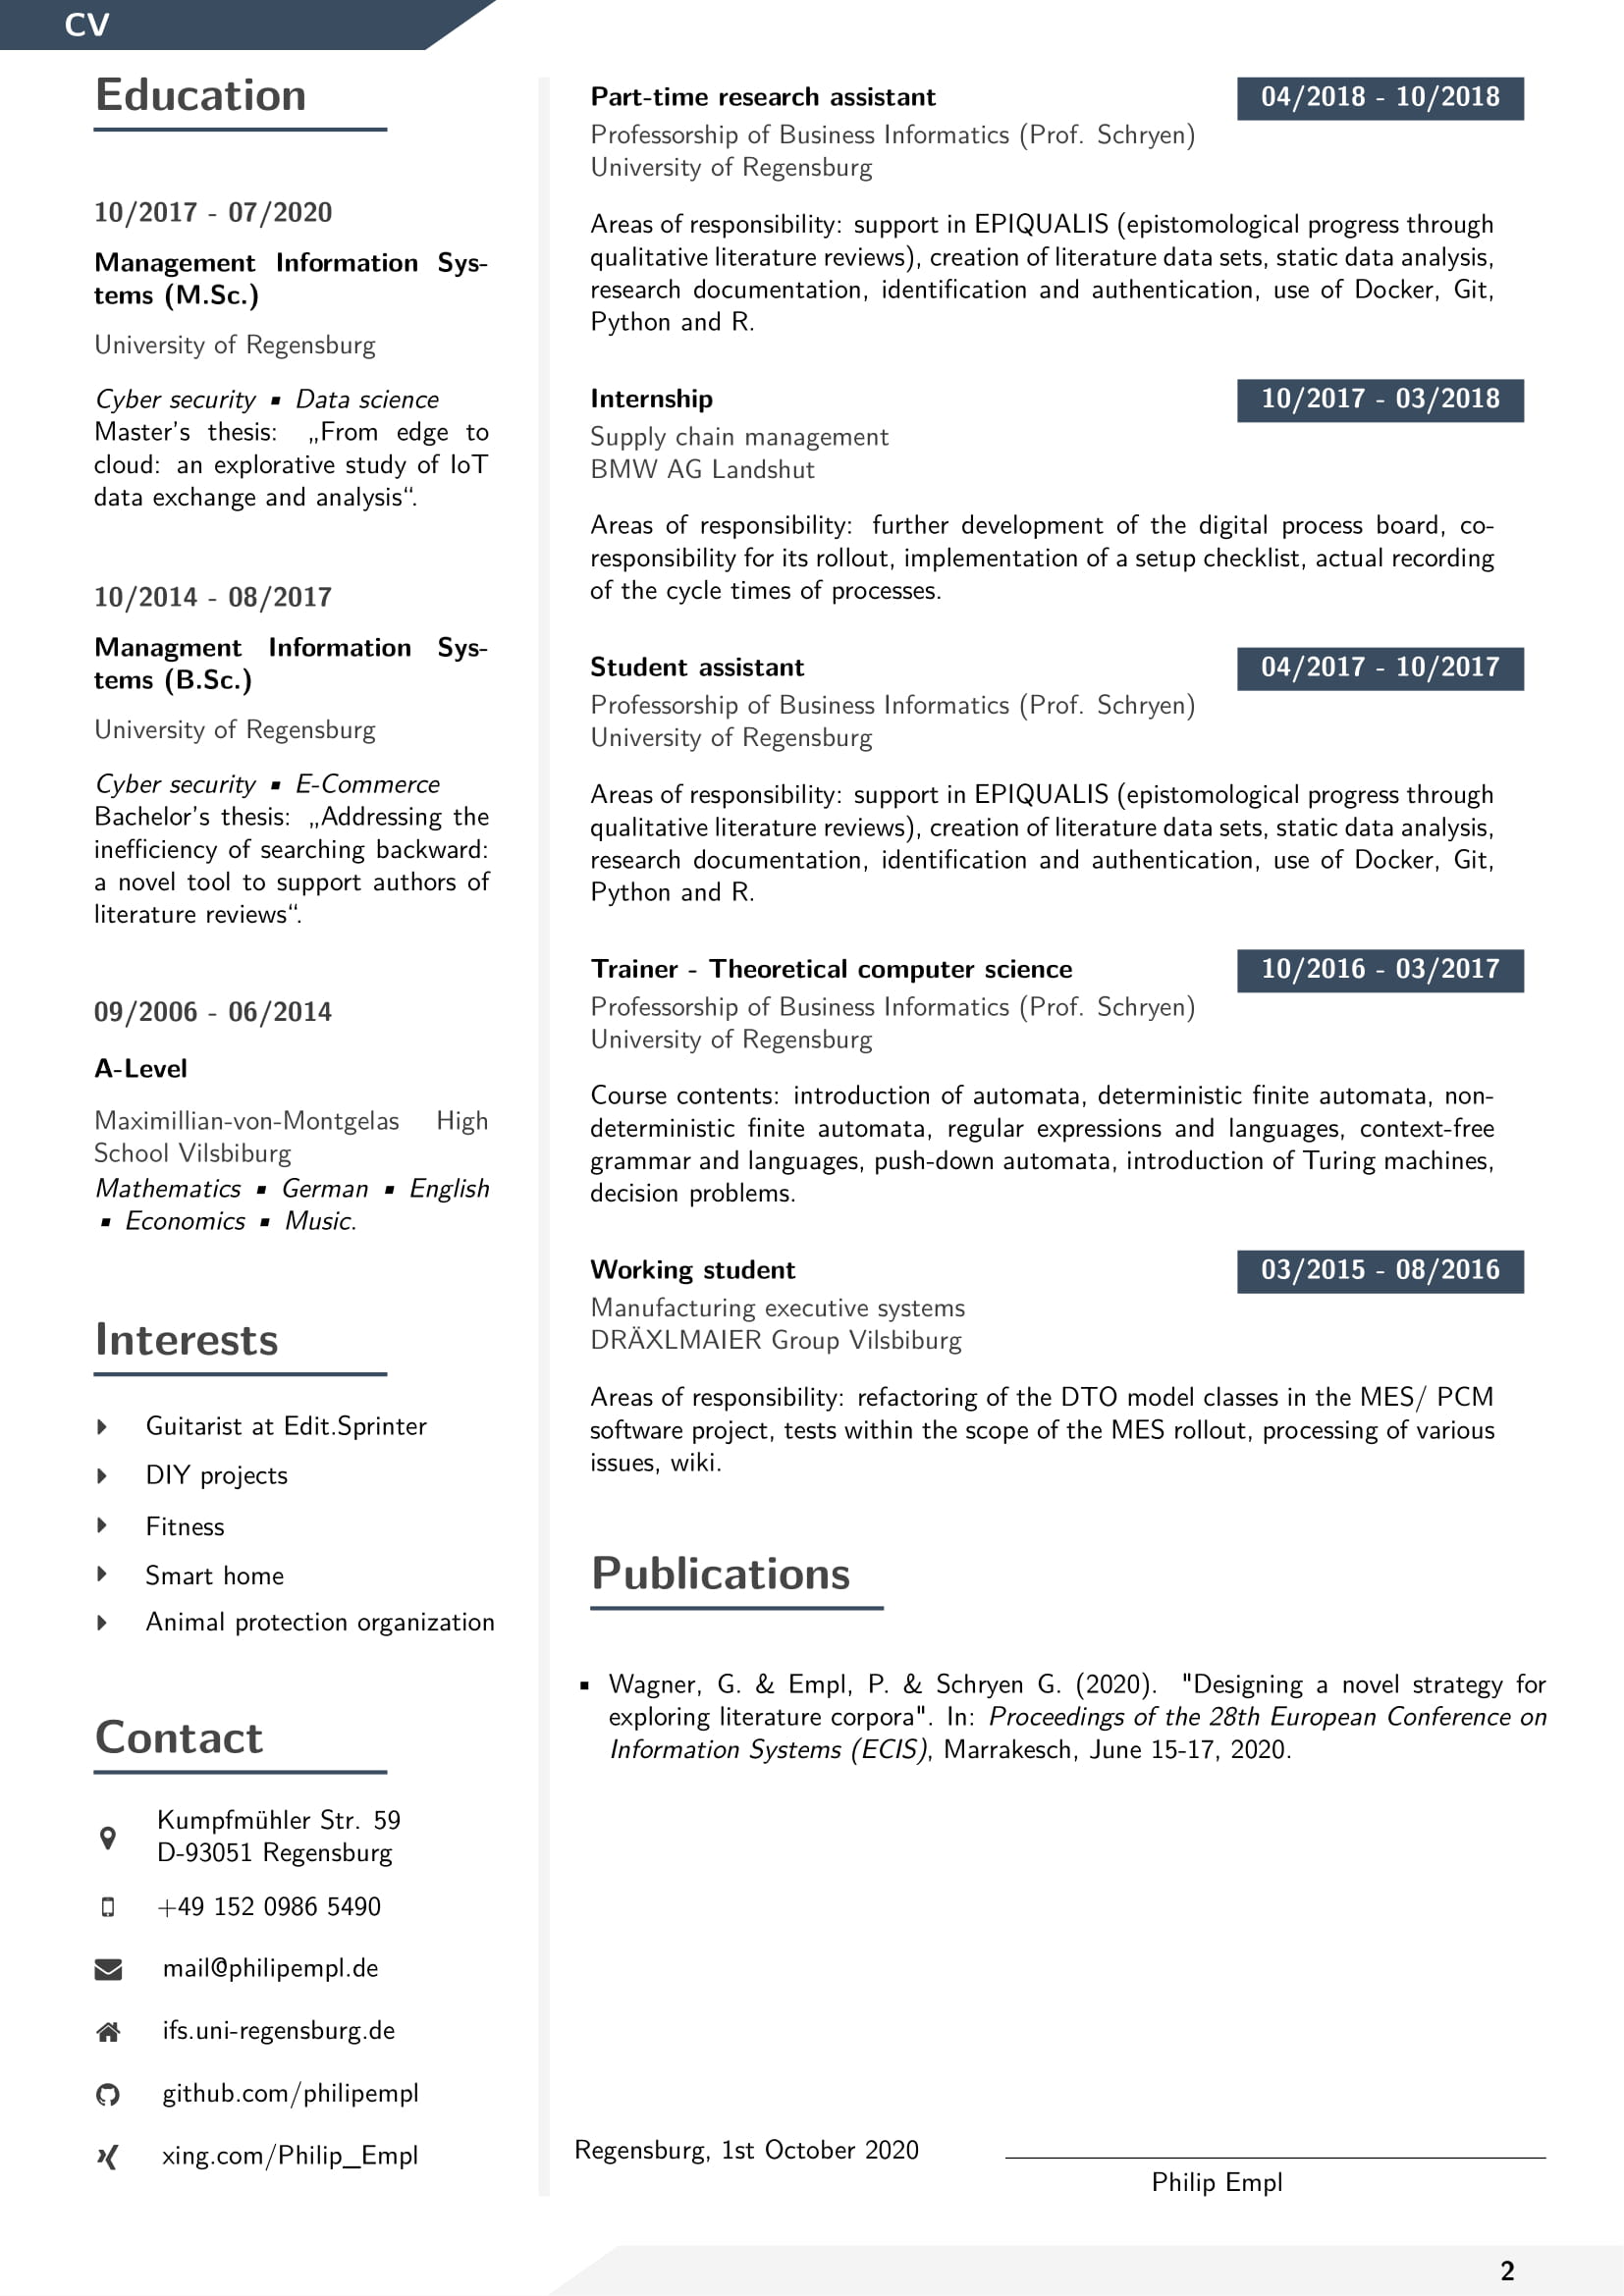 CV
Education
10/2017 - 07/2020
Management Information Sys-
tems (M.Sc.)
University of Regensburg
Cyber security ▪ Data science
Master's thesis: „From edge to
cloud: an explorative study of IoT
data exchange and analysis“.
10/2014 - 08/2017
Managment Information Sys-
tems (B.Sc.)
University of Regensburg
Cyber security ▪ E-Commerce
Bachelor's thesis: „Addressing the
inefficiency of searching backward:
a novel tool to support authors of
literature reviews“.
09/2006 - 06/2014
A-Level
Maximillian-von-Montgelas High
School Vilsbiburg
Mathematics ▪ German ▪ English
▪ Economics ▪ Music.
Interests
Guitarist at Edit.Sprinter
DIY projects
Fitness
Smart home
Animal protection organization
Contact
Kumpfmühler Str. 59
D-93051 Regensburg
+49 152 0986 5490
mail@philipempl.de
ifs.uni-regensburg.de
github.com/philipempl
xing.com/Philip_Empl
Part-time research assistant
04/2018 - 10/2018
Professorship of Business Informatics (Prof. Schryen)
University of Regensburg
Areas of responsibility: support in EPIQUALIS (epistomological progress through
qualitative literature reviews), creation of literature data sets, static data analysis,
research documentation, identification and authentication, use of Docker, Git,
Python and R.
Internship
10/2017 - 03/2018
Supply chain management
BMW AG Landshut
Areas of responsibility: further development of the digital process board, co-
responsibility for its rollout, implementation of a setup checklist, actual recording
of the cycle times of processes.
Student assistant
04/2017 - 10/2017
Professorship of Business Informatics (Prof. Schryen)
University of Regensburg
Areas of responsibility: support in EPIQUALIS (epistomological progress through
qualitative literature reviews), creation of literature data sets, static data analysis,
research documentation, identification and authentication, use of Docker, Git,
Python and R.
Trainer - Theoretical computer science
10/2016 - 03/2017
Professorship of Business Informatics (Prof. Schryen)
University of Regensburg
Course contents: introduction of automata, deterministic finite automata, non-
deterministic finite automata, regular expressions and languages, context-free
grammar and languages, push-down automata, introduction of Turing machines,
decision problems.
Working student
03/2015 - 08/2016
Manufacturing executive systems
DRÄXLMAIER Group Vilsbiburg
Areas of responsibility: refactoring of the DTO model classes in the MES/ PCM
software project, tests within the scope of the MES rollout, processing of various
issues, wiki.
Publications
▪ Wagner, G. & Empl, P. & Schryen G. (2020). "Designing a novel strategy for
exploring literature corpora". In: Proceedings of the 28th European Conference on
Information Systems (ECIS), Marrakesch, June 15-17, 2020.
Regensburg, 1st October 2020
Philip Empl
2